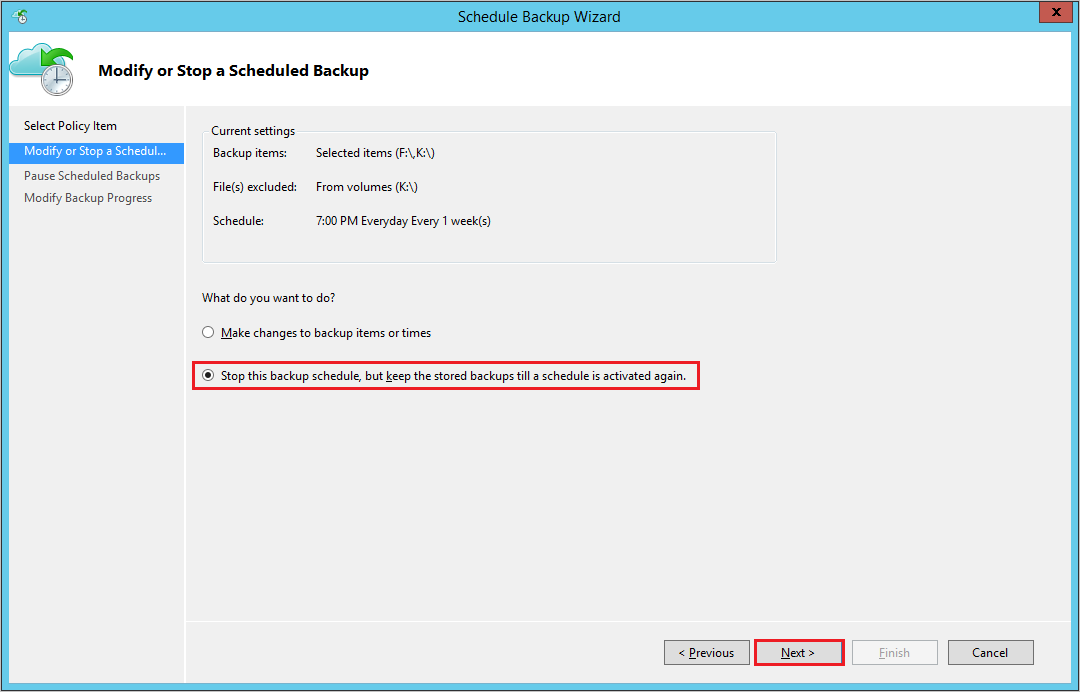 Schedule Backup Wizard
x
Modify or Stop a Scheduled Backup
Select Policy Item
Modify or Stop a Schedul...
Pause Scheduled Backups
Modify Backup Progress
Current settings
Backup items: Selected items (F:\,K:\)
File(s) excluded: From volumes (K:\)
Schedule: 7:00 PM Everyday Every 1 week(s)
What do you want to do?
Make changes to backup items or times
Stop this backup schedule, but keep the stored backups till a schedule is activated again.
< Previous Next > Finish Cancel